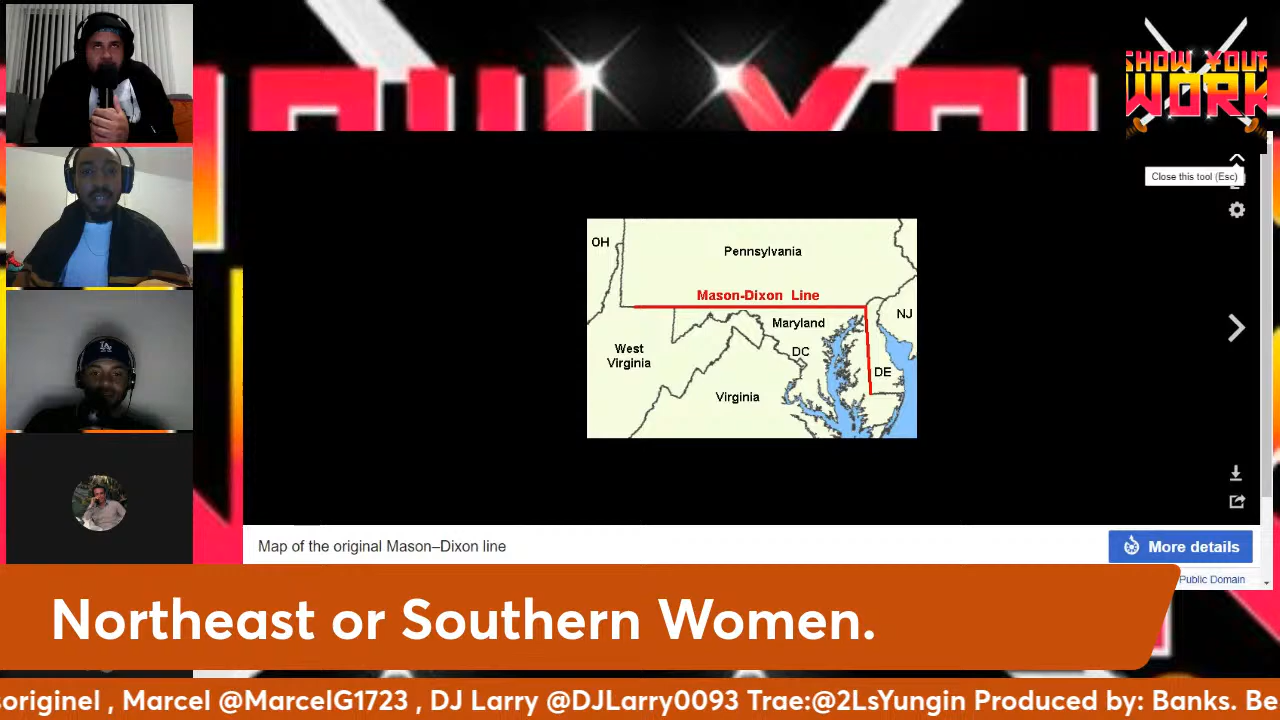 SHOW YOUR
WORK
Close this tool (Esc)
OH
Pennsylvania
Mason-Dixon Line
Maryland
NJ
West
Virginia
DC
DE
Virginia
LA
Map of the original Mason–Dixon line
More details
Public Domain
Northeast or Southern Women.
soriginel , Marcel @MarcelG1723 , DJ Larry @DJLarry0093 Trae:@2LsYungin Produced by: Banks. Be